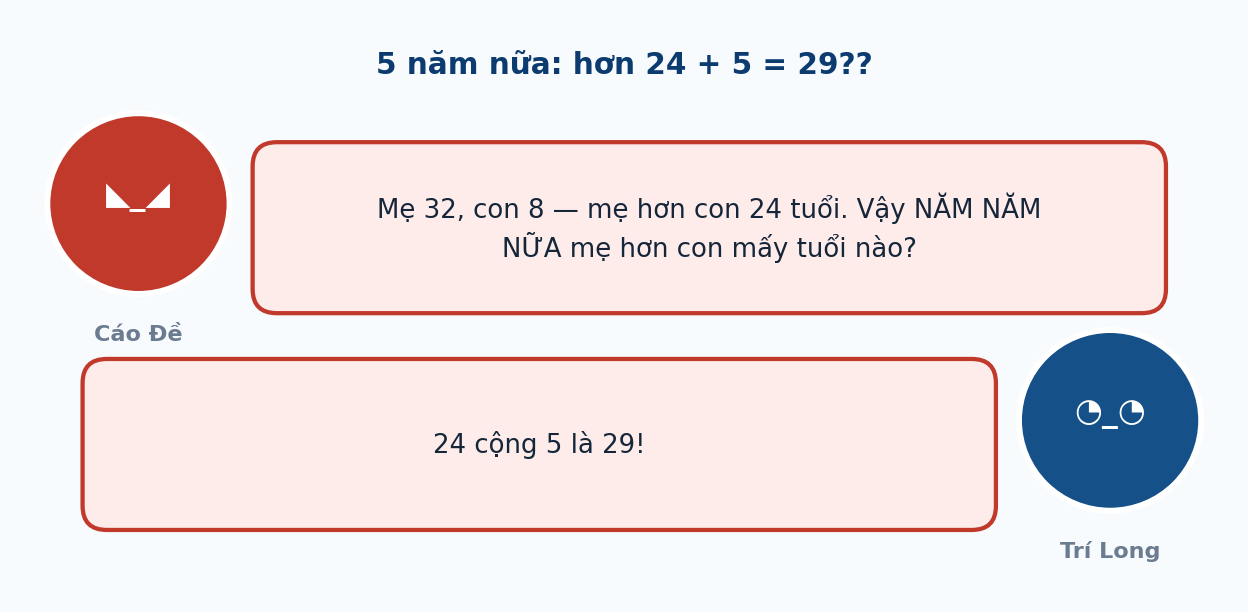 5 năm nữa: hơn 24 + 5 = 29??
Mẹ 32, con 8 — mẹ hơn con 24 tuổi. Vậy NĂM NĂM
NỮA mẹ hơn con mấy tuổi nào?
Cáo Đề
24 cộng 5 là 29!
Trí Long